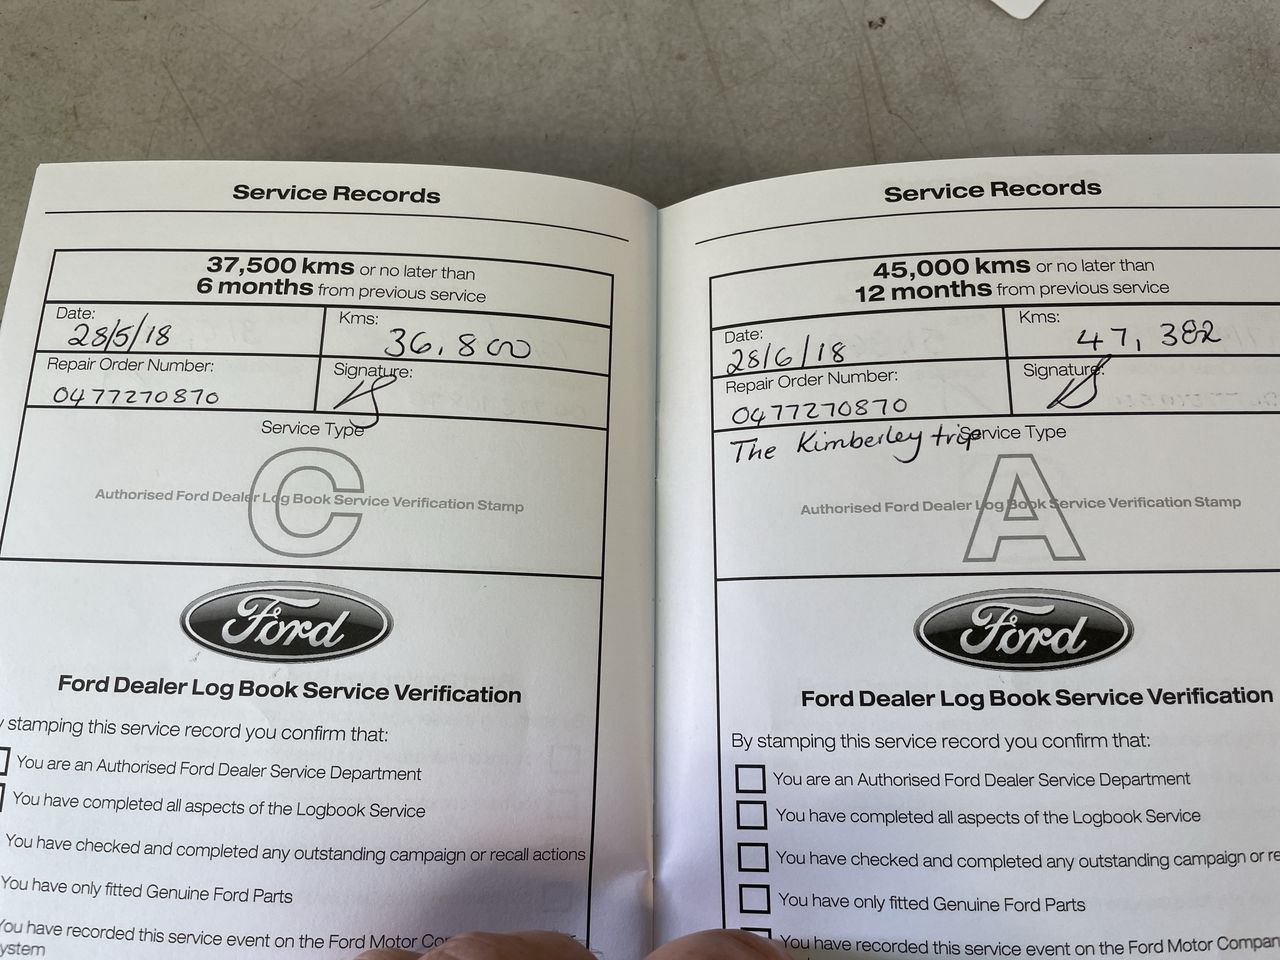 Service Records
37,500 kms or no later than
6 months from previous service
Date:
28/5/18
Kms:
36,800
Repair Order Number:
0477270870
Signature:
Service Type
C
Authorised Ford Dealer Log Book Service Verification Stamp
Ford
Ford Dealer Log Book Service Verification
stamping this service record you confirm that:
You are an Authorised Ford Dealer Service Department
You have completed all aspects of the Logbook Service
You have checked and completed any outstanding campaign or recall actions
You have only fitted Genuine Ford Parts
You have recorded this service event on the Ford Motor
Service Records
45,000 kms or no later than
12 months from previous service
Date:
28/6/18
Kms:
47,382
Repair Order Number:
0477270870
Signature:
The Kimberley trip
Service Type
A
Authorised Ford Dealer Log Book Service Verification Stamp
Ford
Ford Dealer Log Book Service Verification
By stamping this service record you confirm that:
You are an Authorised Ford Dealer Service Department
You have completed all aspects of the Logbook Service
You have checked and completed any outstanding campaign or
You have only fitted Genuine Ford Parts
You have recorded this service event on the Ford Motor